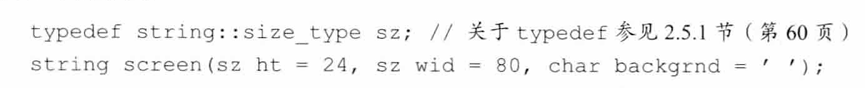 typedef string::size_type sz; // 关于 typedef 参见 2.5.1 节（第 60 页）
string screen(sz ht = 24, sz wid = 80, char backgrnd = ' ');